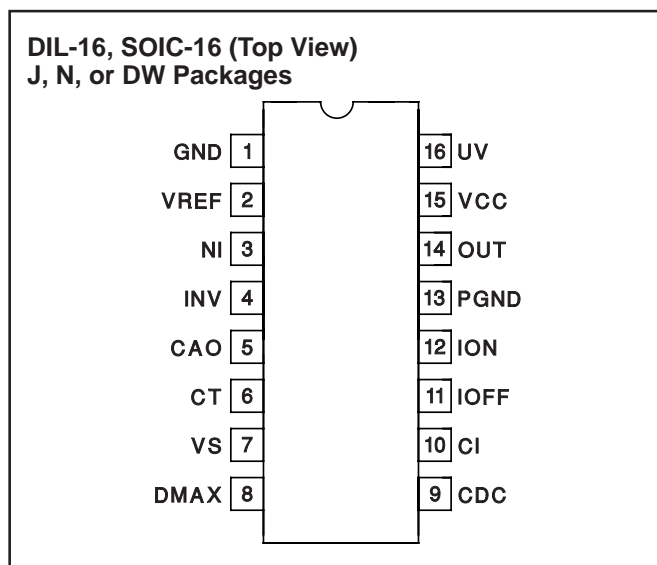 DIL-16, SOIC-16 (Top View)
J, N, or DW Packages
GND 1 16 UV
VREF 2 15 VCC
NI 3 14 OUT
INV 4 13 PGND
CAO 5 12 ION
CT 6 11 IOFF
VS 7 10 CI
DMAX 8 9 CDC